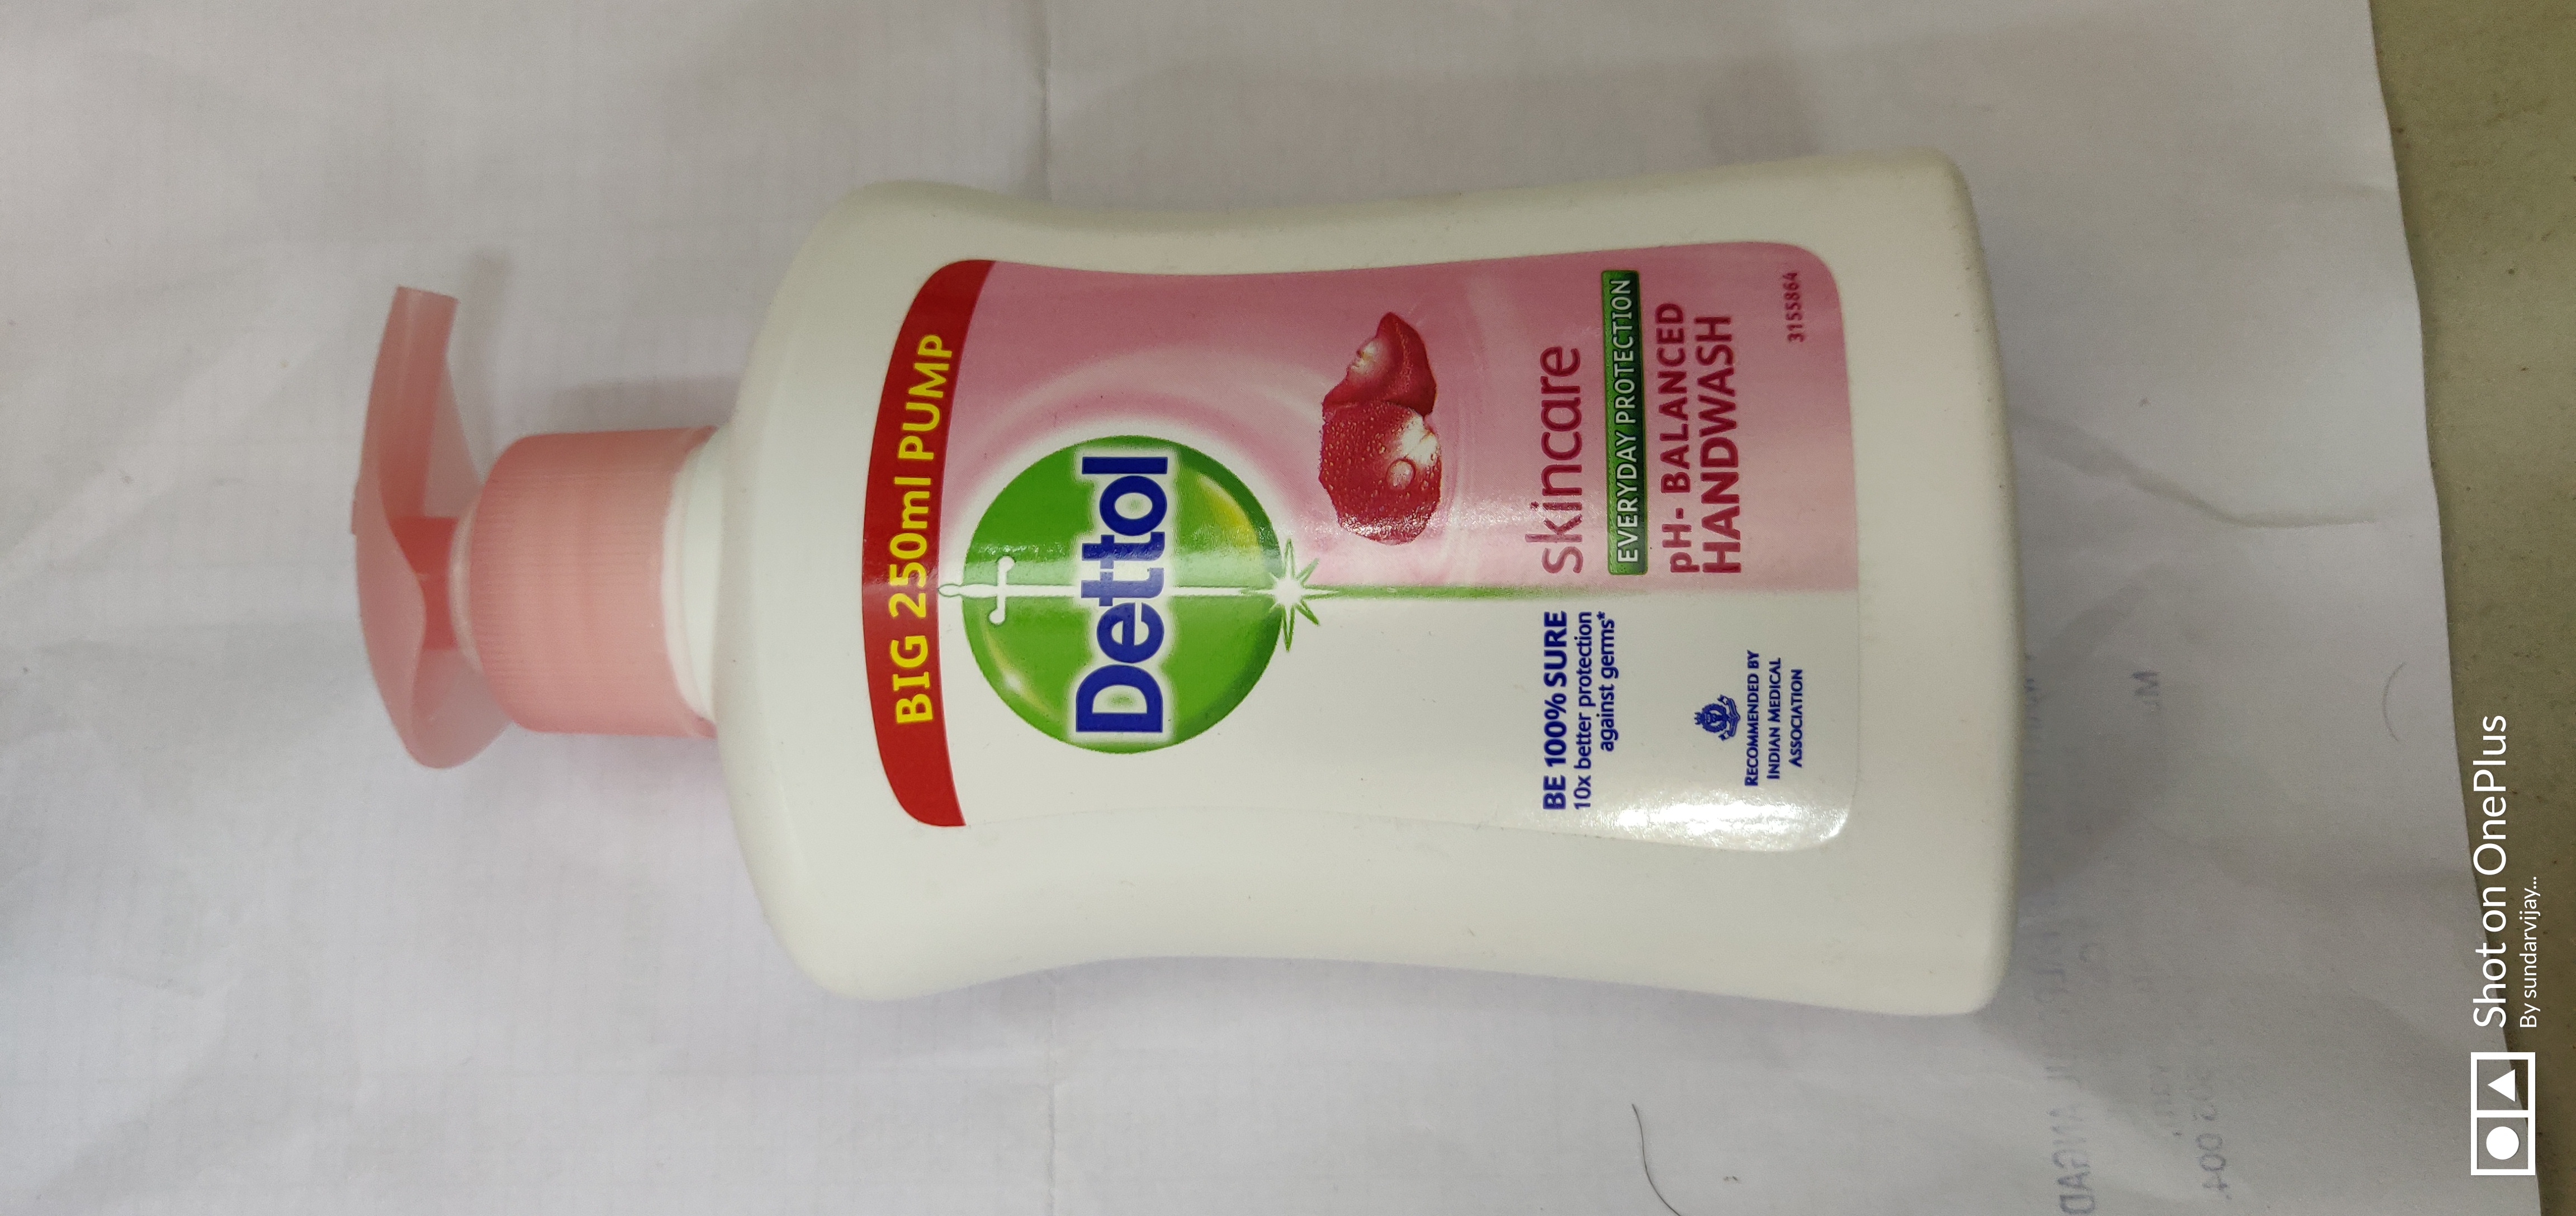 BIG 250ml PUMP
Dettol
BE 100% SURE
10x better protection
against germs*
RECOMMENDED BY
INDIAN MEDICAL
ASSOCIATION
skincare
EVERYDAY PROTECTION
pH- BALANCED
HANDWASH
3155864
Shot on OnePlus
By sundarvijay...